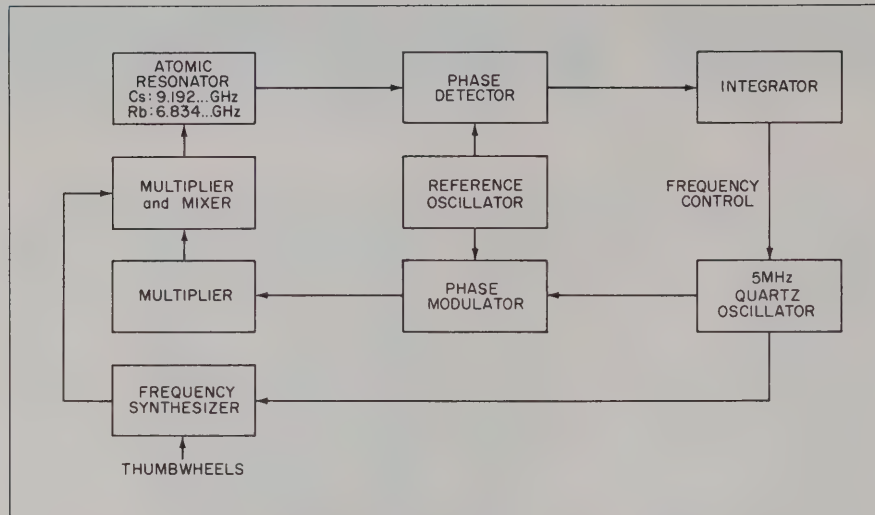 ATOMIC
RESONATOR
Cs: 9.192...GHz
Rb: 6.834...GHz
PHASE
DETECTOR
INTEGRATOR
MULTIPLIER
and MIXER
REFERENCE
OSCILLATOR
FREQUENCY
CONTROL
MULTIPLIER
PHASE
MODULATOR
5MHz
QUARTZ
OSCILLATOR
FREQUENCY
SYNTHESIZER
THUMBWHEELS